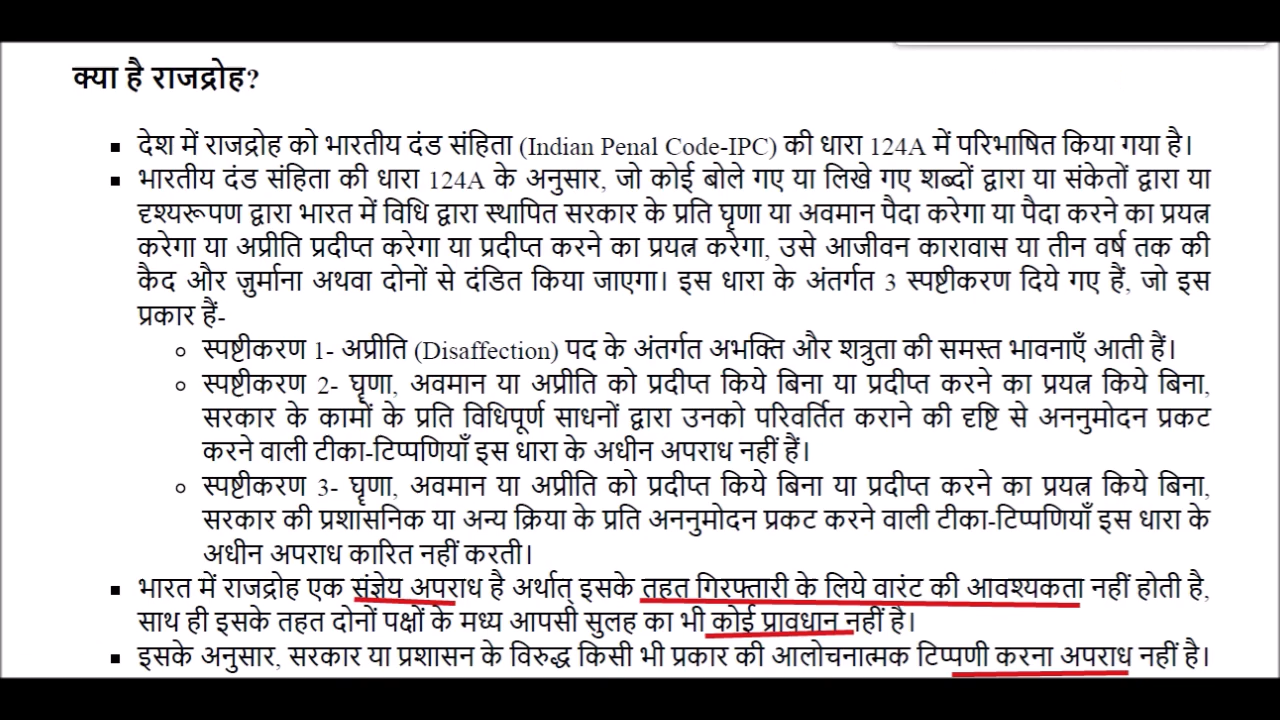 क्या है राजद्रोह?
▪ देश में राजद्रोह को भारतीय दंड संहिता (Indian Penal Code-IPC) की धारा 124A में परिभाषित किया गया है।
▪ भारतीय दंड संहिता की धारा 124A के अनुसार, जो कोई बोले गए या लिखे गए शब्दों द्वारा या संकेतों द्वारा या
दृश्यरूपण द्वारा भारत में विधि द्वारा स्थापित सरकार के प्रति घृणा या अवमान पैदा करेगा या पैदा करने का प्रयत्न
करेगा या अप्रीति प्रदीप्त करेगा या प्रदीप्त करने का प्रयत्न करेगा, उसे आजीवन कारावास या तीन वर्ष तक की
कैद और ज़ुर्माना अथवा दोनों से दंडित किया जाएगा। इस धारा के अंतर्गत 3 स्पष्टीकरण दिये गए हैं, जो इस
प्रकार हैं-
○ स्पष्टीकरण 1- अप्रीति (Disaffection) पद के अंतर्गत अभक्ति और शत्रुता की समस्त भावनाएँ आती हैं।
○ स्पष्टीकरण 2- घृणा, अवमान या अप्रीति को प्रदीप्त किये बिना या प्रदीप्त करने का प्रयत्न किये बिना,
सरकार के कामों के प्रति विधिपूर्ण साधनों द्वारा उनको परिवर्तित कराने की दृष्टि से अननुमोदन प्रकट
करने वाली टीका-टिप्पणियाँ इस धारा के अधीन अपराध नहीं हैं।
○ स्पष्टीकरण 3- घृणा, अवमान या अप्रीति को प्रदीप्त किये बिना या प्रदीप्त करने का प्रयत्न किये बिना,
सरकार की प्रशासनिक या अन्य क्रिया के प्रति अननुमोदन प्रकट करने वाली टीका-टिप्पणियाँ इस धारा के
अधीन अपराध कारित नहीं करती।
▪ भारत में राजद्रोह एक संज्ञेय अपराध है अर्थात् इसके तहत गिरफ्तारी के लिये वारंट की आवश्यकता नहीं होती है,
साथ ही इसके तहत दोनों पक्षों के मध्य आपसी सुलह का भी कोई प्रावधान नहीं है।
▪ इसके अनुसार, सरकार या प्रशासन के विरुद्ध किसी भी प्रकार की आलोचनात्मक टिप्पणी करना अपराध नहीं है।